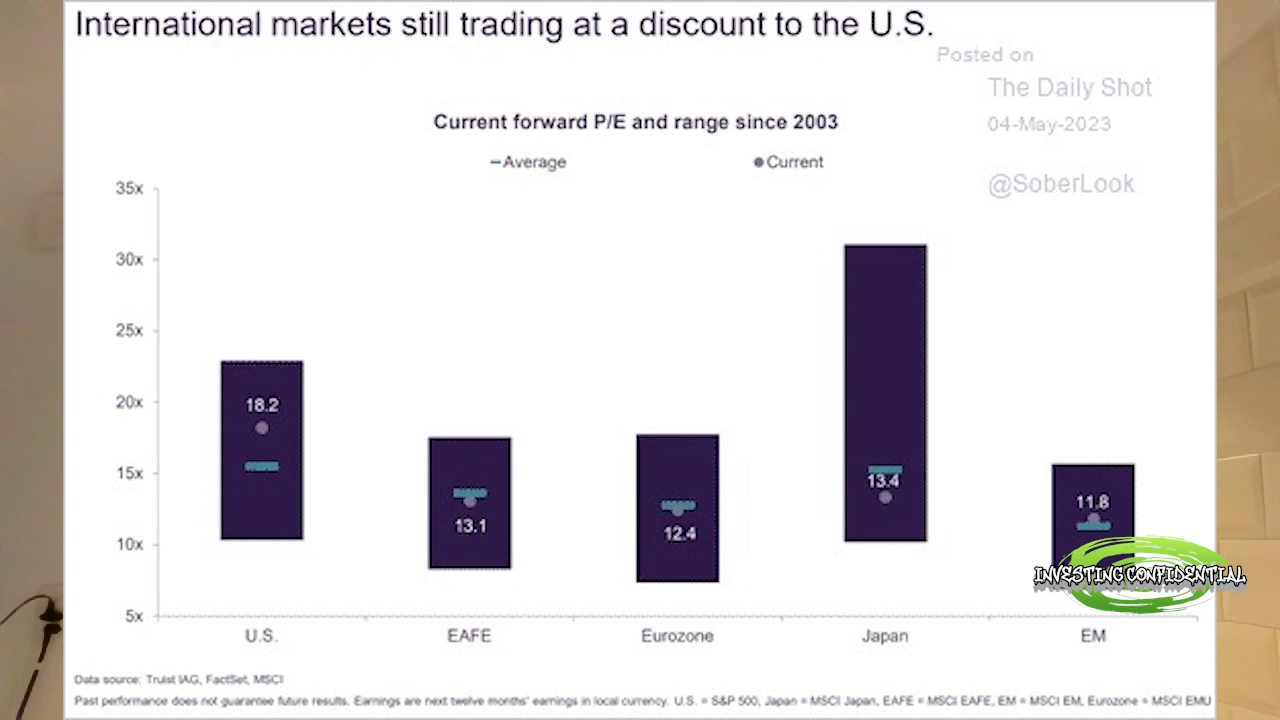 International markets still trading at a discount to the U.S.
Posted on
The Daily Shot
04-May-2023
@SoberLook
Current forward P/E and range since 2003
Average
Current
35x
30x
25x
20x
15x
10x
5x
18.2
13.1
12.4
13.4
11.8
INVESTING CONFIDENTIAL
U.S.
EAFE
Eurozone
Japan
EM
Data source: Truist IAG, FactSet, MSCI
Past performance does not guarantee future results. Earnings are next twelve months' earnings in local currency. U.S. = S&P 500, Japan = MSCI Japan, EAFE = MSCI EAFE, EM = MSCI EM, Eurozone = MSCI EMU